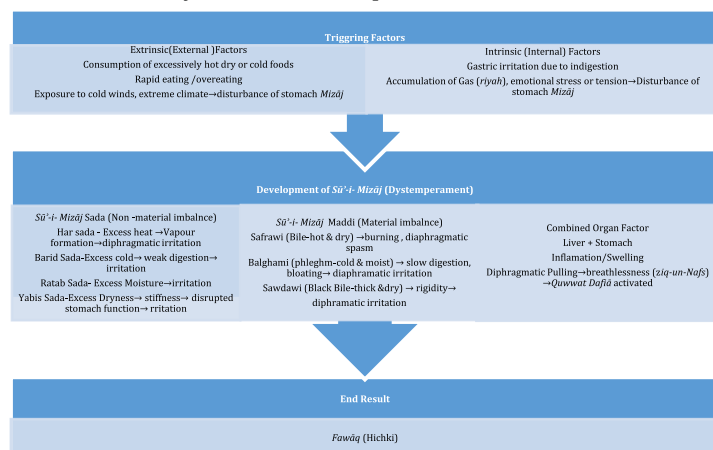 Triggring Factors
Extrinsic(External )Factors
Consumption of excessively hot dry or cold foods
Rapid eating /overeating
Exposure to cold winds, extreme climate→disturbance of stomach Mizāj
Intrinsic (Internal) Factors
Gastric irritation due to indigestion
Accumulation of Gas (riyah), emotional stress or tension→Disturbance of
stomach Mizāj
Development of Sū'-i- Mizāj (Dystemperament)
Sū'-i- Mizāj Sada (Non -material imbalnce)
Har sada - Excess heat →Vapour
formation→diphragmatic irritation
Barid Sada-Excess cold→ weak digestion→
irritation
Ratab Sada- Excess Moisture→irritation
Yabis Sada-Excess Dryness→ stiffness→ disrupted
stomach function→ rritation
Sū'-i- Mizāj Maddi (Material imbalnce)
Safrawi (Bile-hot & dry) →burning , diaphragmatic
spasm
Balghami (phleghm-cold & moist) → slow digestion,
bloating→ diaphramatic irritation
Sawdawi (Black Bile-thick &dry) → rigidity→
diphramatic irritation
Combined Organ Factor
Liver + Stomach
Inflamation/Swelling
Diaphragmatic Pulling→breathlessness (ziq-un-Nafs)
→Quwwat Dafiā activated
End Result
Fawāq (Hichki)